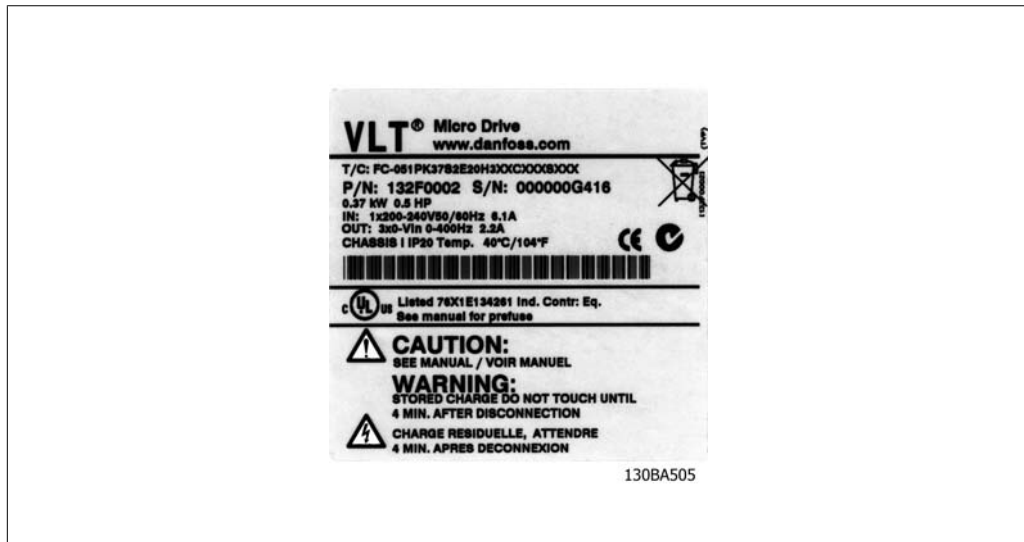 VLT® Micro Drive
www.danfoss.com
T/C: FC-051PK37S2E20H3XXCXXXSXXX
P/N: 132F0002 S/N: 000000G416
0.37 kW 0.5 HP
IN: 1x200-240V50/60Hz 6.1A
OUT: 3x0-Vin 0-400Hz 2.2A
CHASSIS I IP20 Temp. 40°C/104°F
CE
c UL us Listed 76X1E134261 Ind. Contr: Eq.
See manual for prefuse
CAUTION:
SEE MANUAL / VOIR MANUEL
WARNING:
STORED CHARGE DO NOT TOUCH UNTIL
4 MIN. AFTER DISCONNECTION
CHARGE RESIDUELLE, ATTENDRE
4 MIN. APRES DECONNEXION
130BA505